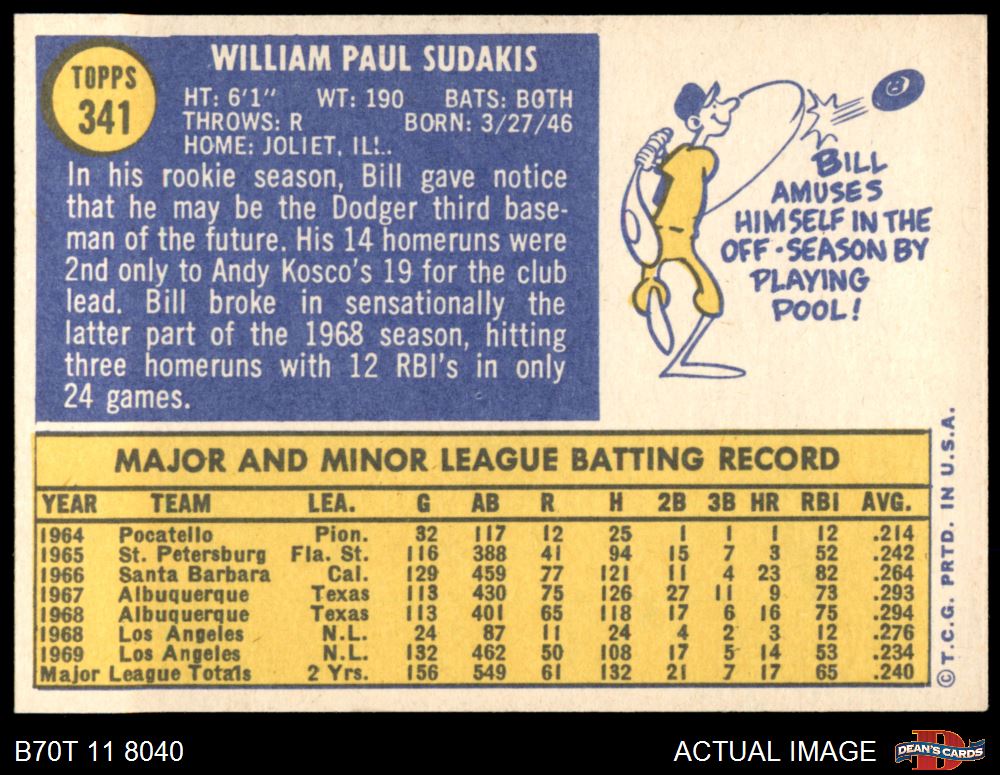 TOPPS
341
WILLIAM PAUL SUDAKIS
HT: 6'1" WT: 190 BATS: BOTH
THROWS: R BORN: 3/27/46
HOME: JOLIET, ILL.
In his rookie season, Bill gave notice
that he may be the Dodger third base-
man of the future. His 14 homeruns were
2nd only to Andy Kosco's 19 for the club
lead. Bill broke in sensationally the
latter part of the 1968 season, hitting
three homeruns with 12 RBI's in only
24 games.
8
BILL
AMUSES
HIMSELF IN THE
OFF-SEASON BY
PLAYING
POOL!
MAJOR AND MINOR LEAGUE BATTING RECORD
YEAR TEAM LEA. G AB R H 2B 3B HR RBI AVG.
1964 Pocatello Pion. 32 117 12 25 1 1 1 12 .214
1965 St. Petersburg Fla. St. 116 388 41 94 15 7 3 52 .242
1966 Santa Barbara Cal. 129 459 77 121 11 4 23 82 .264
1967 Albuquerque Texas 113 430 75 126 27 11 9 73 .293
1968 Albuquerque Texas 113 401 65 118 17 6 16 75 .294
1968 Los Angeles N.L. 24 87 11 24 4 2 3 12 .276
1969 Los Angeles N.L. 132 462 50 108 17 5 14 53 .234
Major League Totals 2 Yrs. 156 549 61 132 21 7 17 65 .240
© T.C.G. PRTD. IN U.S.A.
B70T 11 8040
ACTUAL IMAGE
D
DEAN'S CARDS